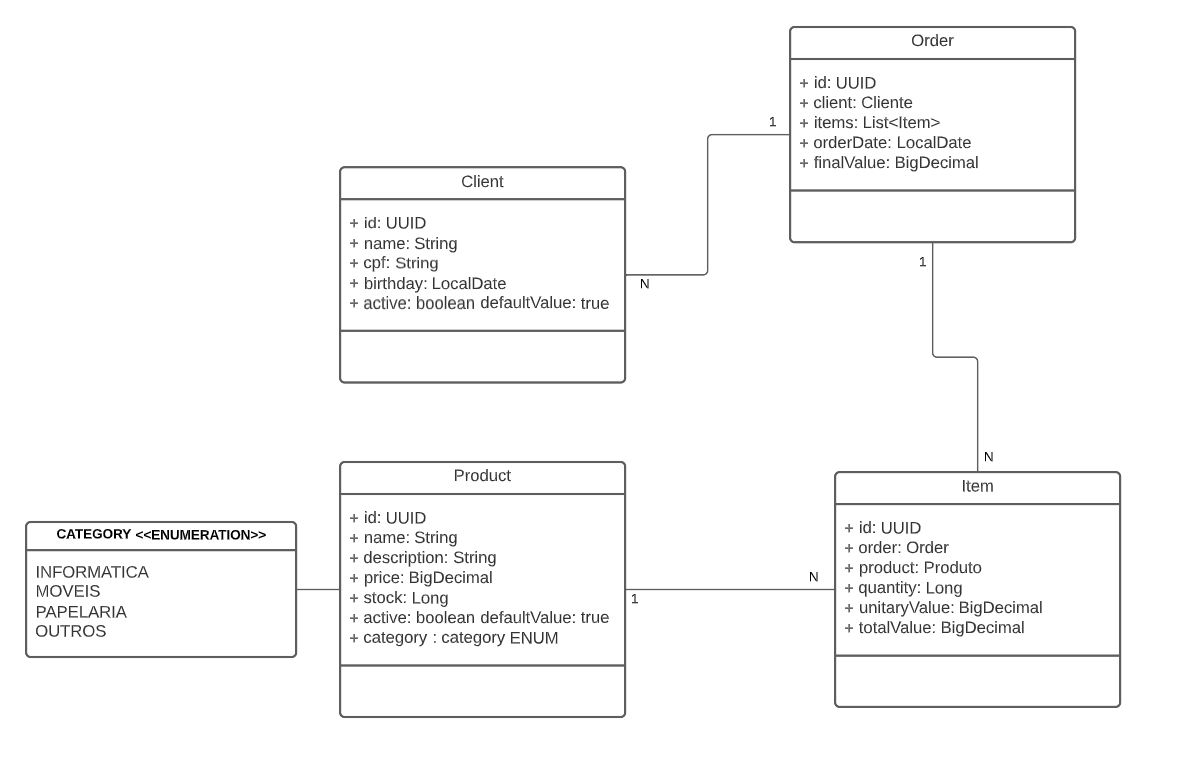 Order
+ id: UUID
+ client: Cliente
+ items: List<Item>
+ orderDate: LocalDate
+ finalValue: BigDecimal
1
1
Client
+ id: UUID
+ name: String
+ cpf: String
+ birthday: LocalDate
+ active: boolean defaultValue: true
N
N
Product
+ id: UUID
+ name: String
+ description: String
+ price: BigDecimal
+ stock: Long
+ active: boolean defaultValue: true
+ category : category ENUM
1
N
Item
+ id: UUID
+ order: Order
+ product: Produto
+ quantity: Long
+ unitaryValue: BigDecimal
+ totalValue: BigDecimal
CATEGORY <<ENUMERATION>>
INFORMATICA
MOVEIS
PAPELARIA
OUTROS